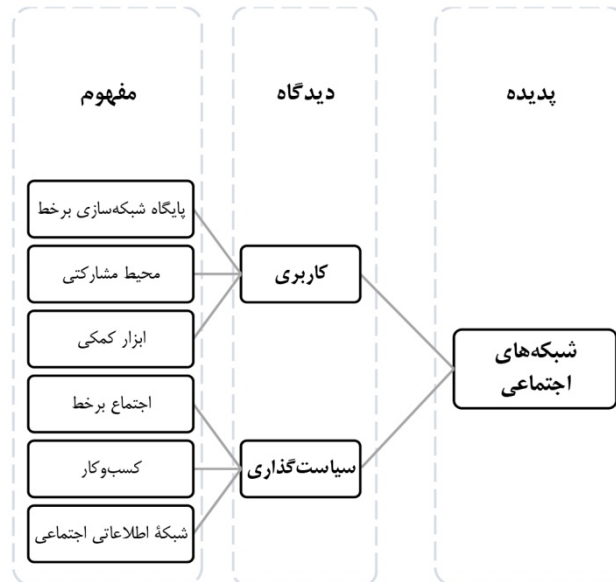 پدیده
دیدگاه
مفهوم
شبکه‌های
اجتماعی
کاربری
سیاست‌گذاری
پایگاه شبکه‌سازی برخط
محیط مشارکتی
ابزار کمکی
اجتماع برخط
کسب‌وکار
شبکهٔ اطلاعاتی اجتماعی